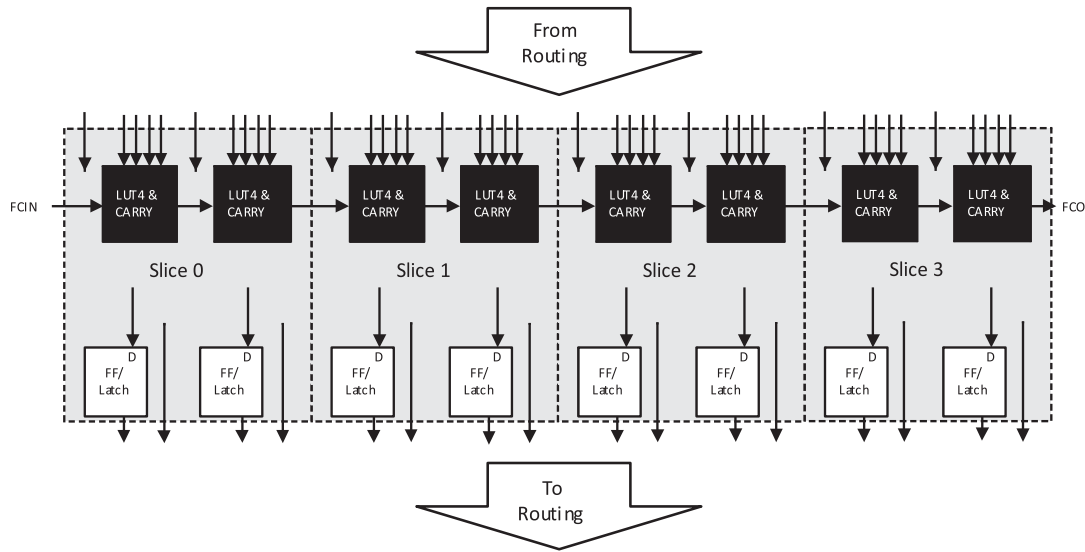 From
Routing
LUT4 &
CARRY
LUT4 &
CARRY
LUT4 &
CARRY
LUT4 &
CARRY
LUT4 &
CARRY
LUT4 &
CARRY
LUT4 &
CARRY
LUT4 &
CARRY
FCIN
FCO
Slice 0
Slice 1
Slice 2
Slice 3
D
FF/
Latch
D
FF/
Latch
D
FF/
Latch
D
FF/
Latch
D
FF/
Latch
D
FF/
Latch
D
FF/
Latch
D
FF/
Latch
To
Routing